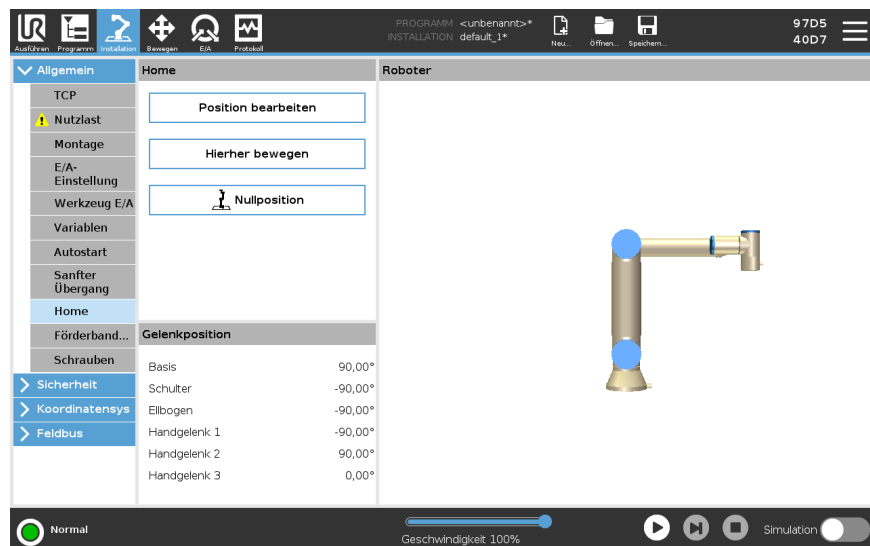 Ausführen Programm Installation Bewegen E/A Protokoll
PROGRAMM <unbenannt>*
INSTALLATION default_1*
Neu... Öffnen... Speichern...
97D5
40D7
Allgemein
TCP
Nutzlast
Montage
E/A-
Einstellung
Werkzeug E/A
Variablen
Autostart
Sanfter
Übergang
Home
Förderband...
Schrauben
Sicherheit
Koordinatensys
Feldbus
Home
Position bearbeiten
Hierher bewegen
Nullposition
Gelenkposition
Basis 90,00°
Schulter -90,00°
Ellbogen -90,00°
Handgelenk 1 -90,00°
Handgelenk 2 90,00°
Handgelenk 3 0,00°
Roboter
Normal
Geschwindigkeit 100%
Simulation